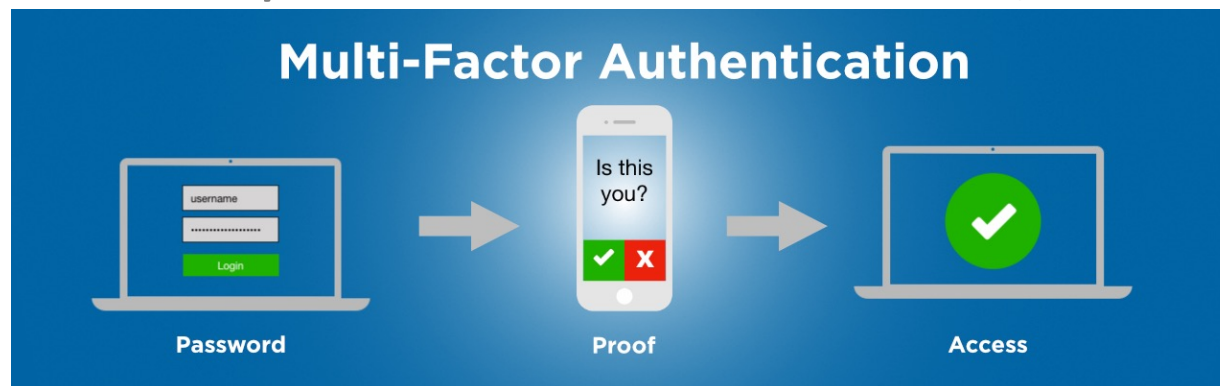 Multi-Factor Authentication
username
Login
Password
Is this
you?
X
Proof
Access